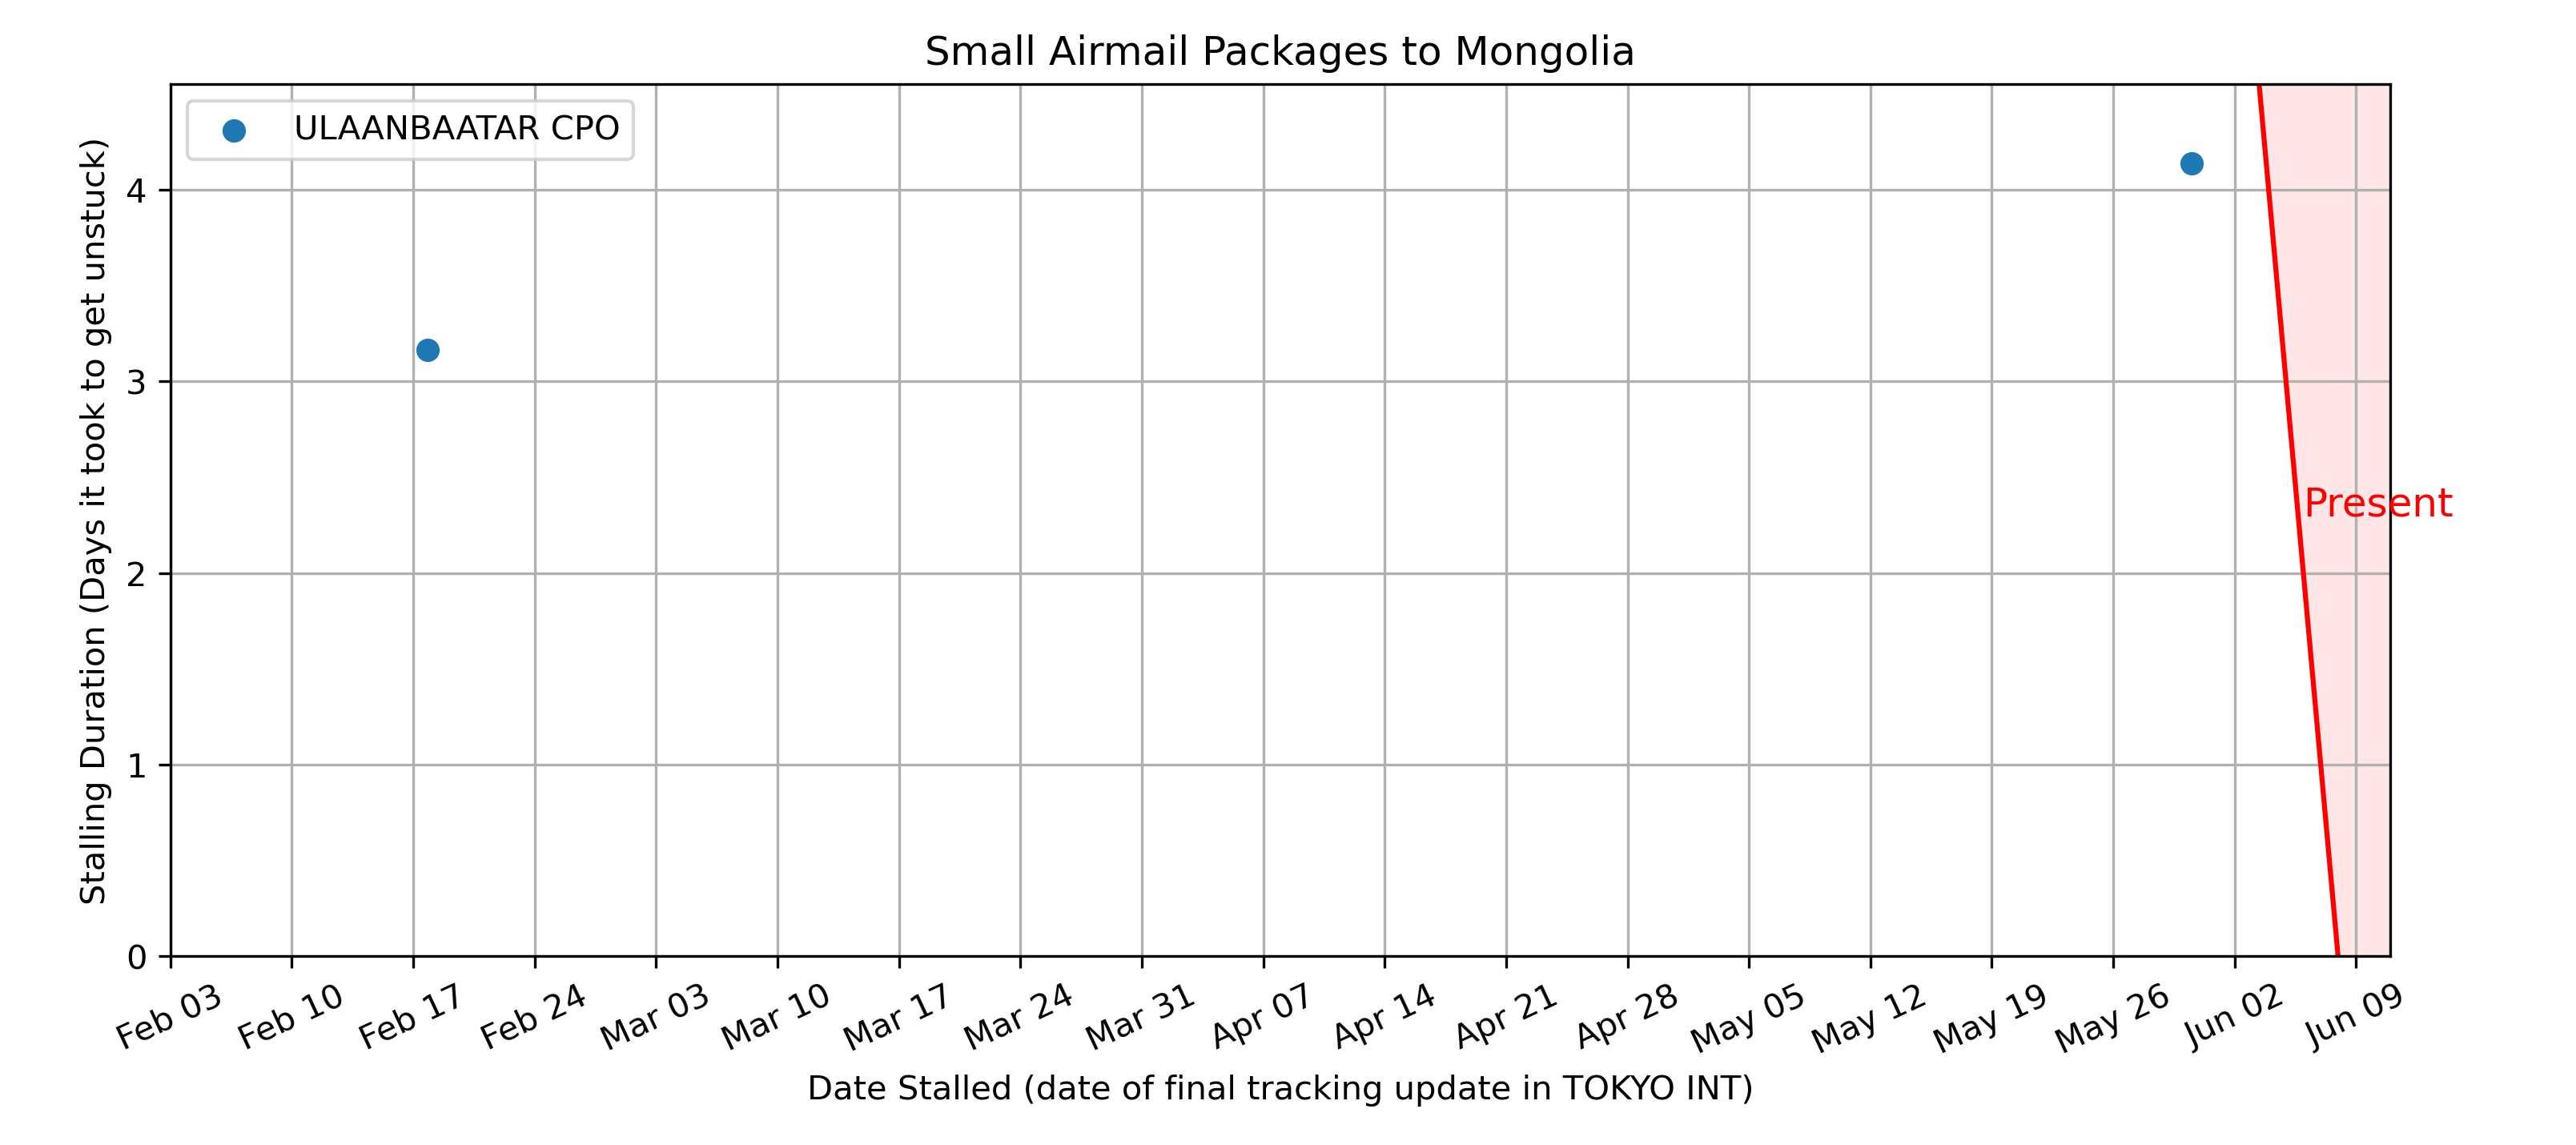 Small Airmail Packages to Mongolia
ULAANBAATAR CPO
Stalling Duration (Days it took to get unstuck)
4
3
2
1
0
Present
Feb 03
Feb 10
Feb 17
Feb 24
Mar 03
Mar 10
Mar 17
Mar 24
Mar 31
Apr 07
Apr 14
Apr 21
Apr 28
May 05
May 12
May 19
May 26
Jun 02
Jun 09
Date Stalled (date of final tracking update in TOKYO INT)